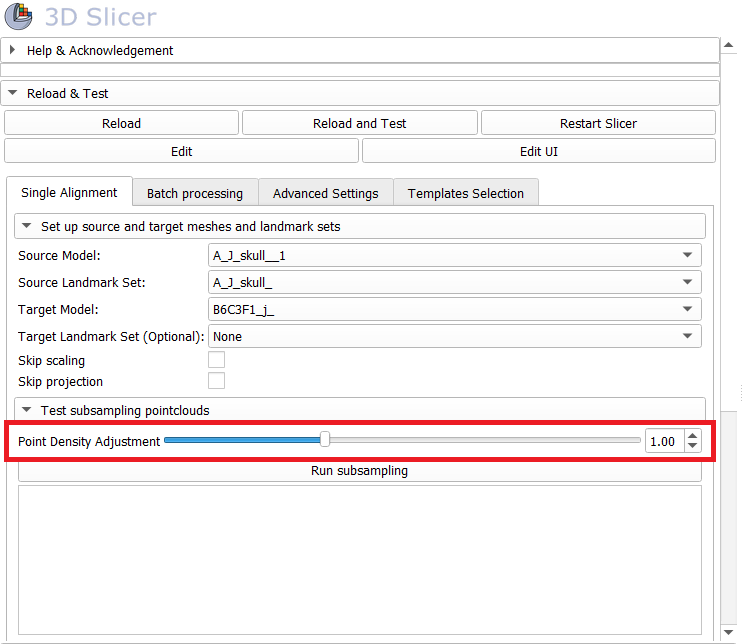 3D Slicer
Help & Acknowledgement
Reload & Test
Reload Reload and Test Restart Slicer
Edit Edit UI
Single Alignment Batch processing Advanced Settings Templates Selection
Set up source and target meshes and landmark sets
Source Model: A_J_skull__1
Source Landmark Set: A_J_skull_
Target Model: B6C3F1_j_
Target Landmark Set (Optional): None
Skip scaling
Skip projection
Test subsampling pointclouds
Point Density Adjustment 1.00
Run subsampling